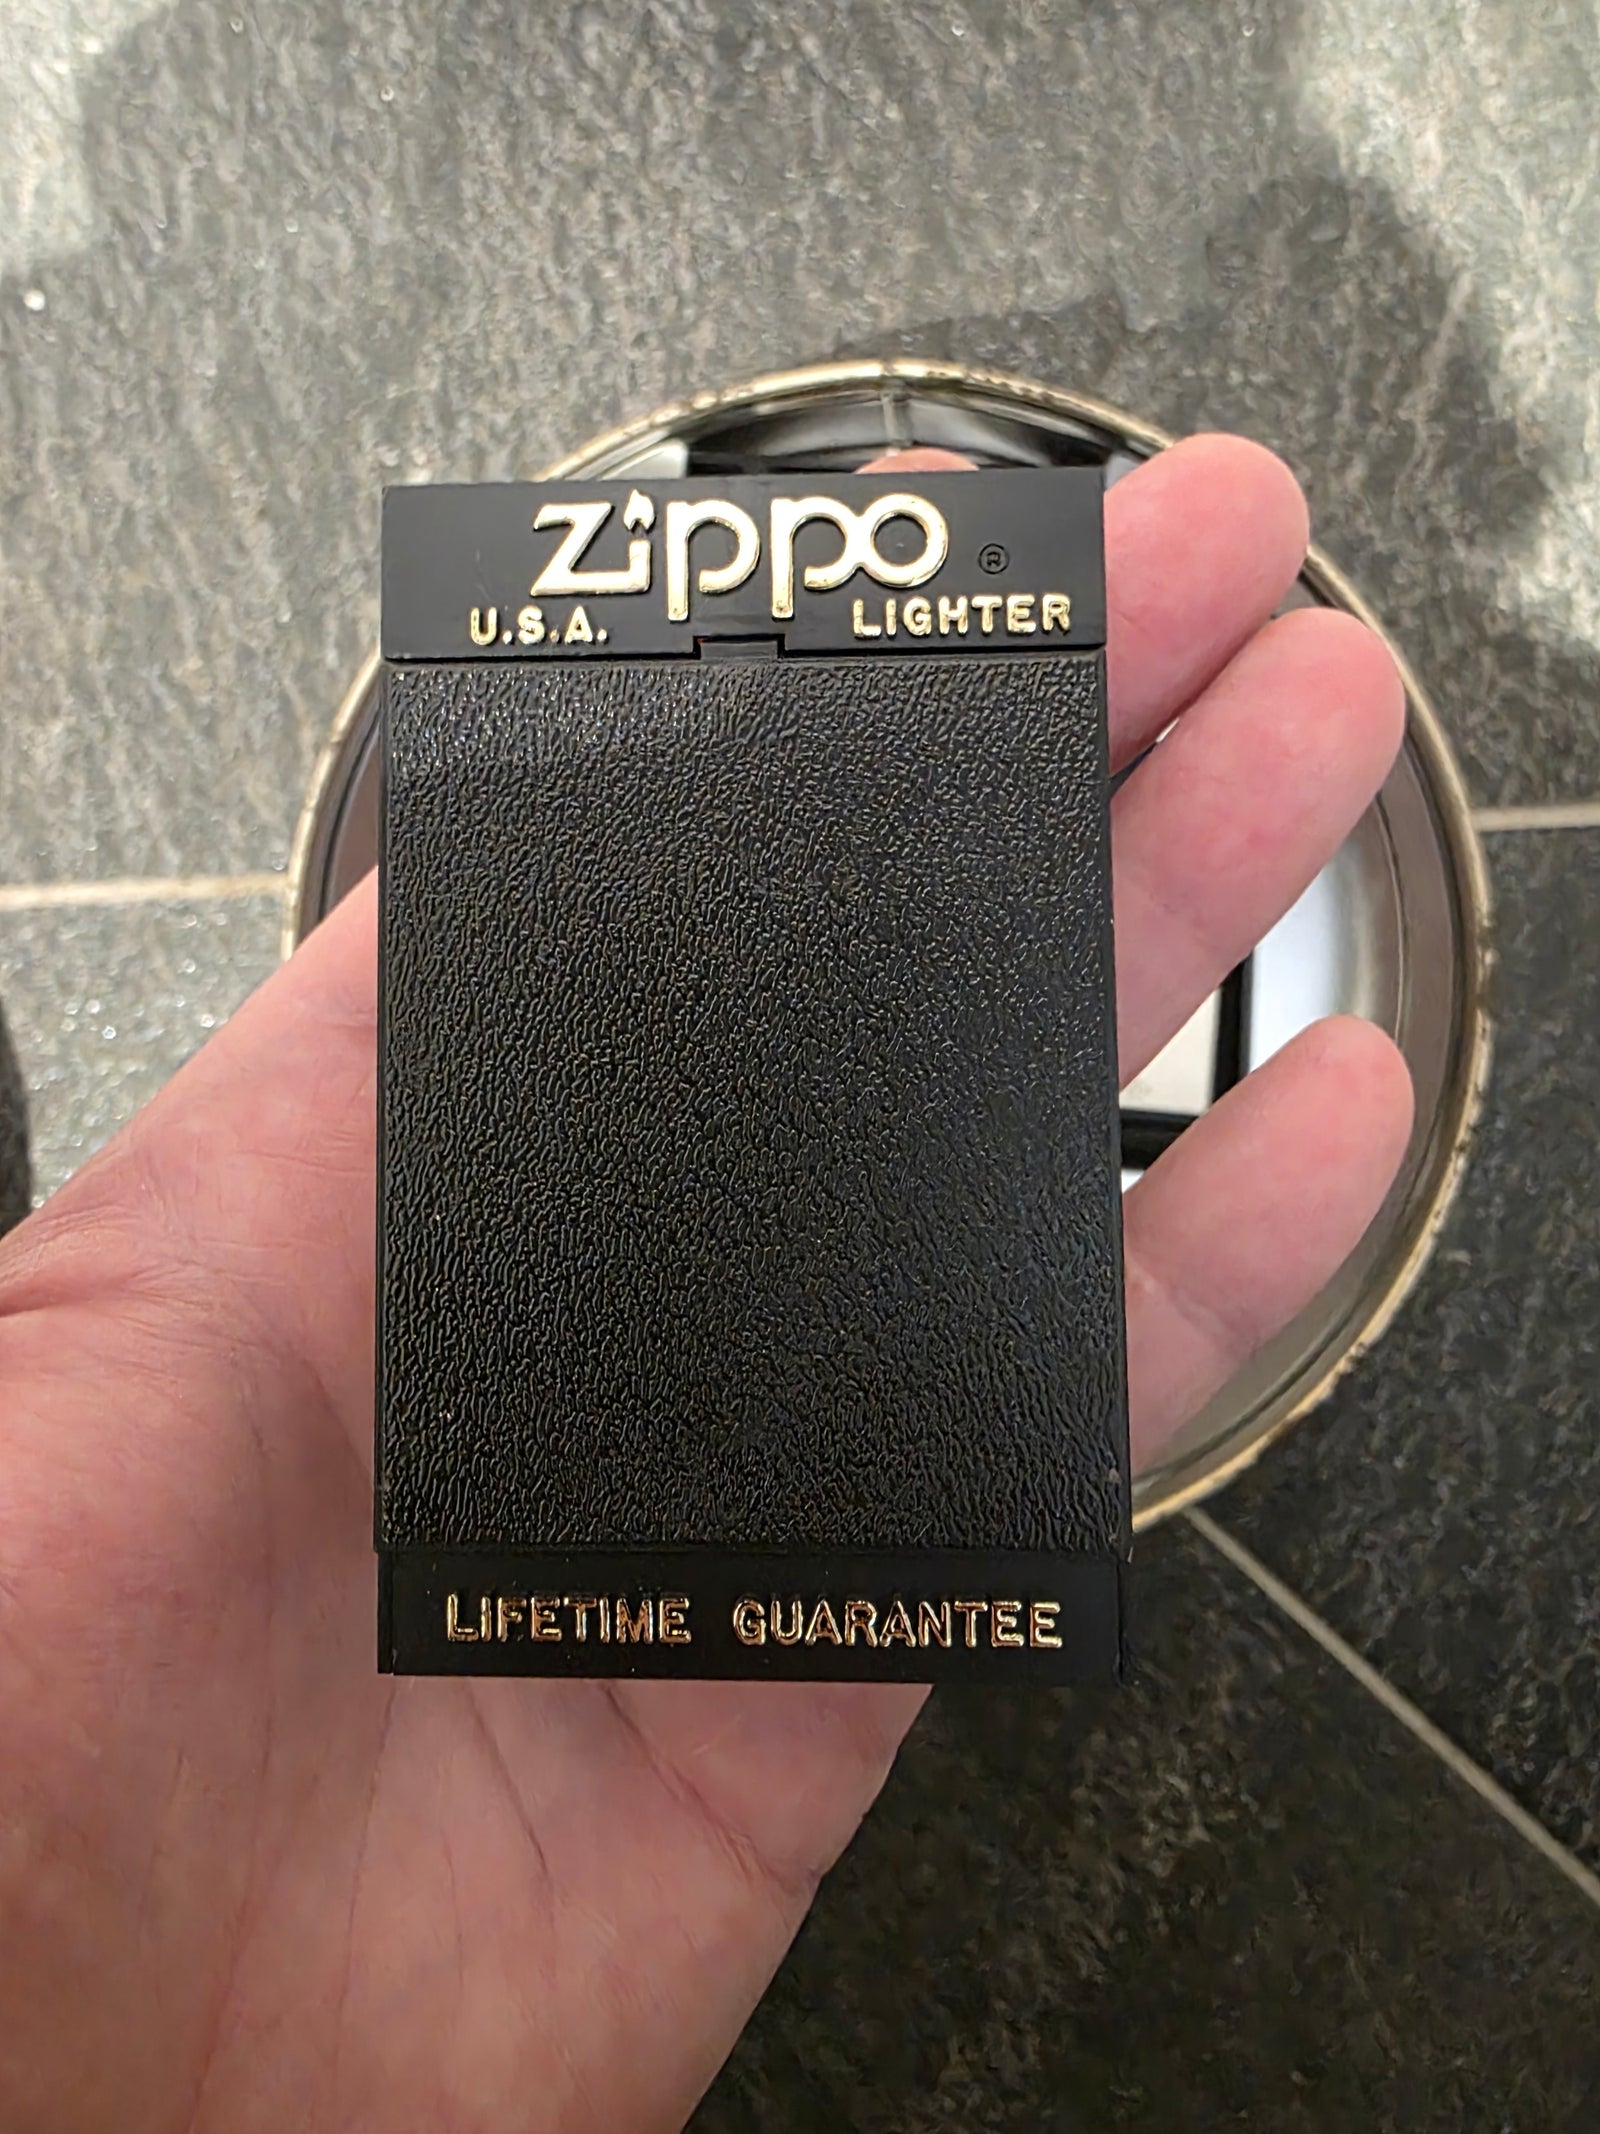 Zippo ®
U.S.A. LIGHTER
LIFETIME GUARANTEE